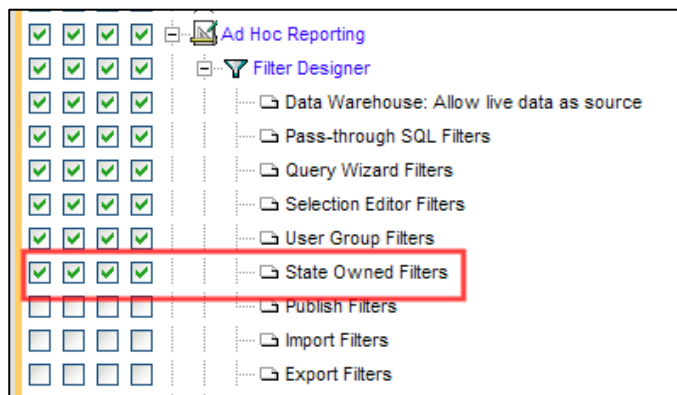 Ad Hoc Reporting
Filter Designer
Data Warehouse: Allow live data as source
Pass-through SQL Filters
Query Wizard Filters
Selection Editor Filters
User Group Filters
State Owned Filters
Publish Filters
Import Filters
Export Filters